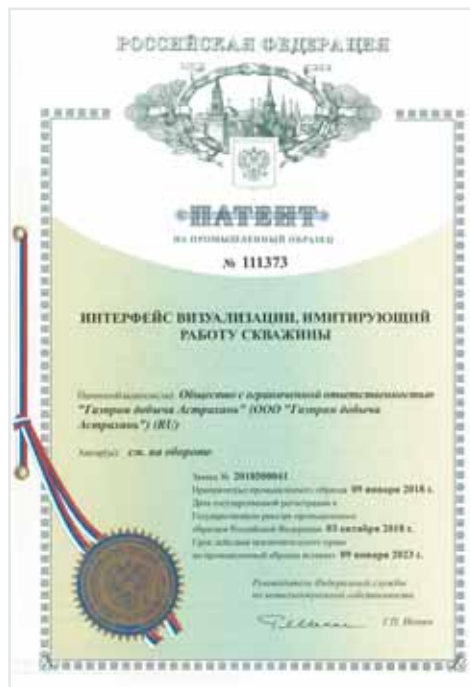 РОССИЙСКАЯ ФЕДЕРАЦИЯ
ПАТЕНТ
НА ПРОМЫШЛЕННЫЙ ОБРАЗЕЦ
№ 111373
ИНТЕРФЕЙС ВИЗУАЛИЗАЦИИ, ИМИТИРУЮЩИЙ
РАБОТУ СКВАЖИНЫ
Патентообладатель(ли): Общество с ограниченной ответственностью
"Газпром добыча Астрахань" (ООО "Газпром добыча
Астрахань") (RU)
Автор(ы): см. на обороте
Заявка № 2018500041
Приоритет промышленного образца 09 января 2018 г.
Дата государственной регистрации в
Государственном реестре промышленных
образцов Российской Федерации 03 октября 2018 г.
Срок действия исключительного права
на промышленный образец истекает 09 января 2023 г.
Руководитель Федеральной службы
по интеллектуальной собственности
Г.П. Ивлиев